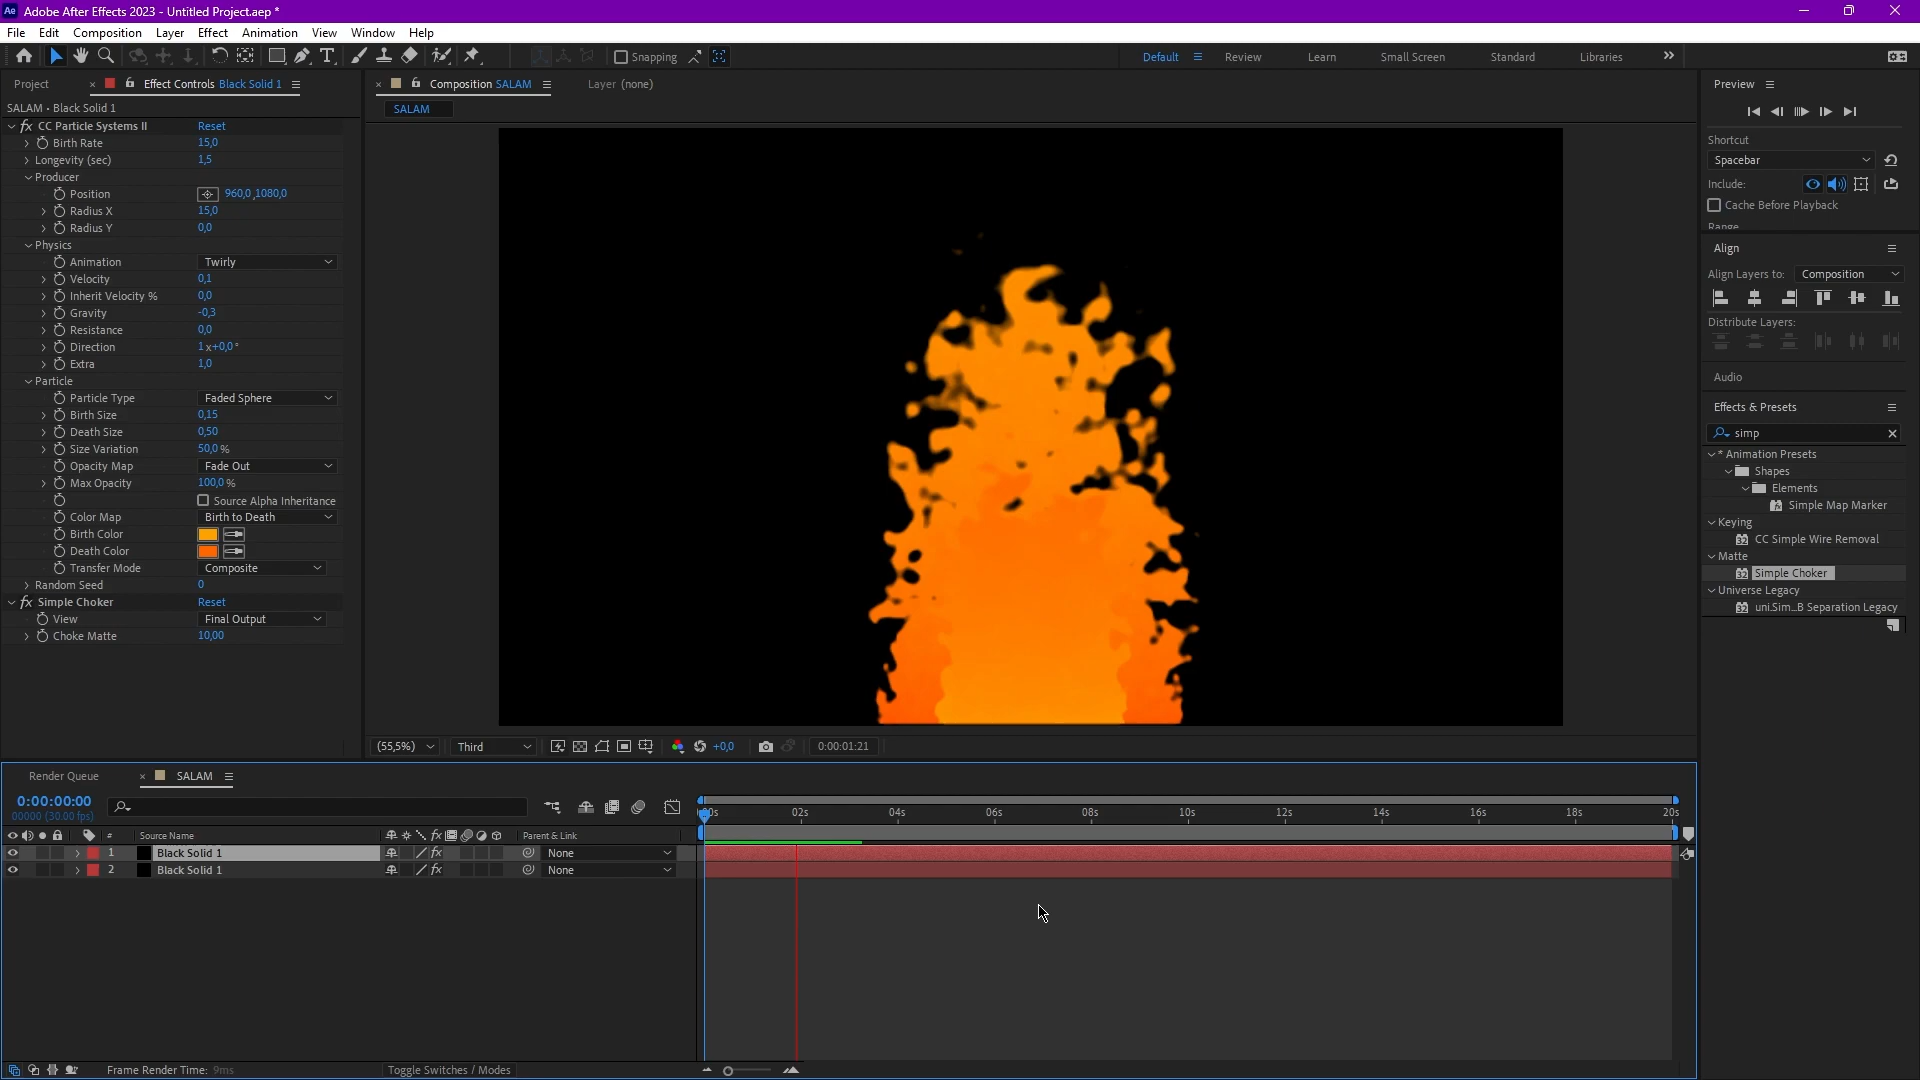 Ae Adobe After Effects 2023 - Untitled Project.aep *
File Edit Composition Layer Effect Animation View Window Help
Snapping Default Review Learn Small Screen Standard Libraries
Project Effect Controls Black Solid 1
Composition SALAM Layer (none)
SALAM • Black Solid 1
SALAM
fx CC Particle Systems II Reset
Birth Rate 15,0
Longevity (sec) 1,5
Producer
Position 960,0 ,1080,0
Radius X 15,0
Radius Y 0,0
Physics
Animation Twirly
Velocity 0,1
Inherit Velocity % 0,0
Gravity -0,3
Resistance 0,0
Direction 1 x+0,0 °
Extra 1,0
Particle
Particle Type Faded Sphere
Birth Size 0,15
Death Size 0,50
Size Variation 50,0 %
Opacity Map Fade Out
Max Opacity 100,0 %
Source Alpha Inheritance
Color Map Birth to Death
Birth Color
Death Color
Transfer Mode Composite
Random Seed 0
fx Simple Choker Reset
View Final Output
Choke Matte 10,00
(55,5%) Third +0,0 0:00:01:21
Preview
Shortcut
Spacebar
Include:
Cache Before Playback
Range
Align
Align Layers to: Composition
Distribute Layers:
Audio
Effects & Presets
simp
* Animation Presets
Shapes
Elements
Simple Map Marker
Keying
32 CC Simple Wire Removal
Matte
32 Simple Choker
Universe Legacy
32 uni.Sim...B Separation Legacy
Render Queue SALAM
0:00:00:00
00000 (30.00 fps)
00s 02s 04s 06s 08s 10s 12s 14s 16s 18s 20s
# Source Name fx Parent & Link
1 Black Solid 1 fx None
2 Black Solid 1 fx None
Frame Render Time: 9ms Toggle Switches / Modes